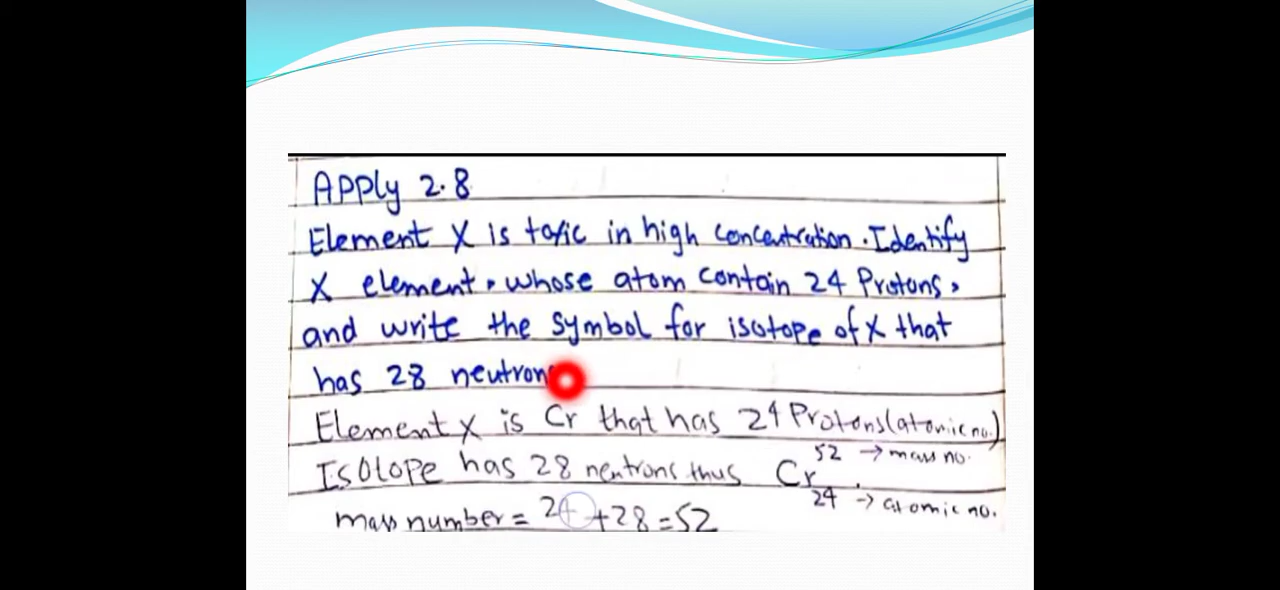 Apply 2.8
Element X is toxic in high concentration. Identify
X element, whose atom contain 24 Protons,
and write the symbol for isotope of X that
has 28 neutrons
Element X is Cr that has 24 Protons (atomic no.)
52 → mass no.
Isotope has 28 neutrons thus Cr .
24 → atomic no.
mass number = 24 + 28 = 52